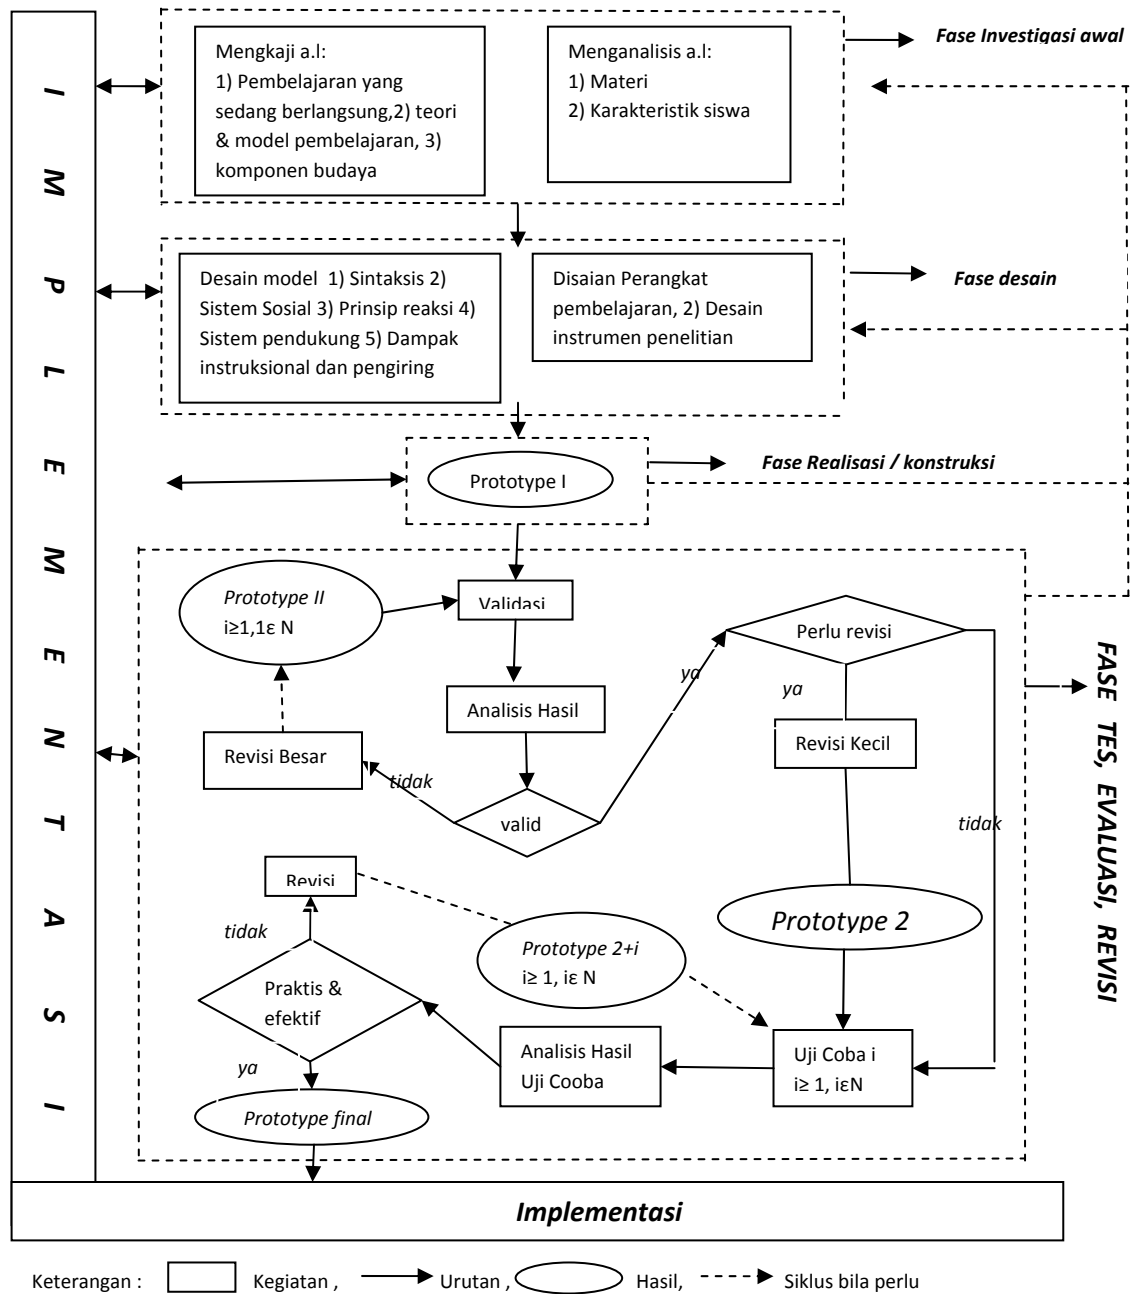 I M P L E M E N T A S I
Mengkaji a.l:
1) Pembelajaran yang
sedang berlangsung,2) teori
& model pembelajaran, 3)
komponen budaya
Menganalisis a.l:
1) Materi
2) Karakteristik siswa
Fase Investigasi awal
Desain model 1) Sintaksis 2)
Sistem Sosial 3) Prinsip reaksi 4)
Sistem pendukung 5) Dampak
instruksional dan pengiring
Disaian Perangkat
pembelajaran, 2) Desain
instrumen penelitian
Fase desain
Prototype I
Fase Realisasi / konstruksi
Prototype II
i≥1,1ε N
Validasi
Perlu revisi
ya
ya
Analisis Hasil
Revisi Kecil
Revisi Besar
tidak
valid
tidak
FASE TES, EVALUASI, REVISI
Revisi
Prototype 2
tidak
Prototype 2+i
i≥ 1, iε N
Praktis &
efektif
Analisis Hasil
Uji Cooba
Uji Coba i
i≥ 1, iεN
ya
Prototype final
Implementasi
Keterangan : Kegiatan , Urutan , Hasil, Siklus bila perlu